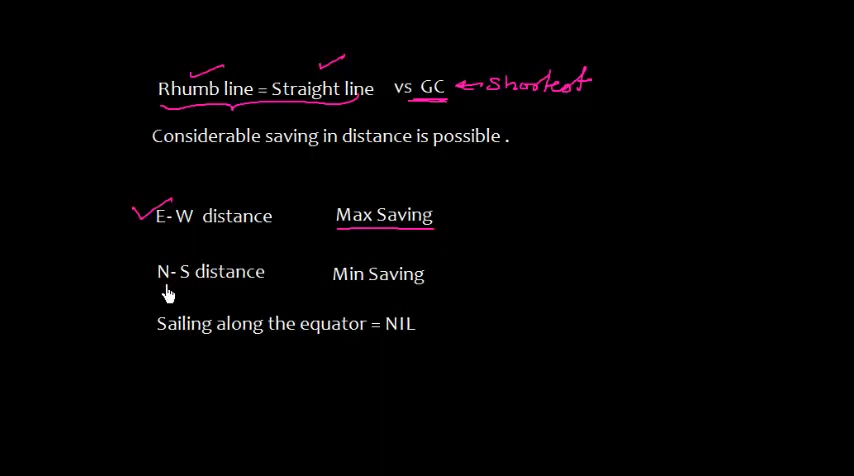 Rhumb line = Straight line vs GC ← Shortest
Considerable saving in distance is possible .
E- W distance Max Saving
N- S distance Min Saving
Sailing along the equator = NIL